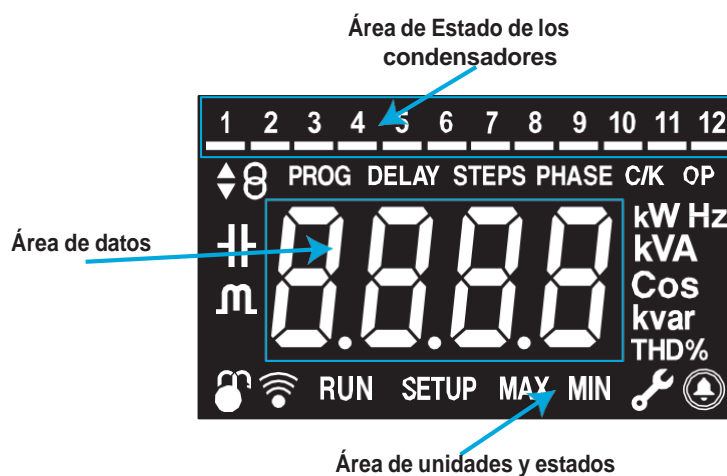 Área de Estado de los
condensadores
1 2 3 4 5 6 7 8 9 10 11 12
PROG DELAY STEPS PHASE C/K OP
kW Hz
Área de datos
8.8.8.8
kVA
Cos
kvar
THD%
RUN SETUP MAX MIN
Área de unidades y estados